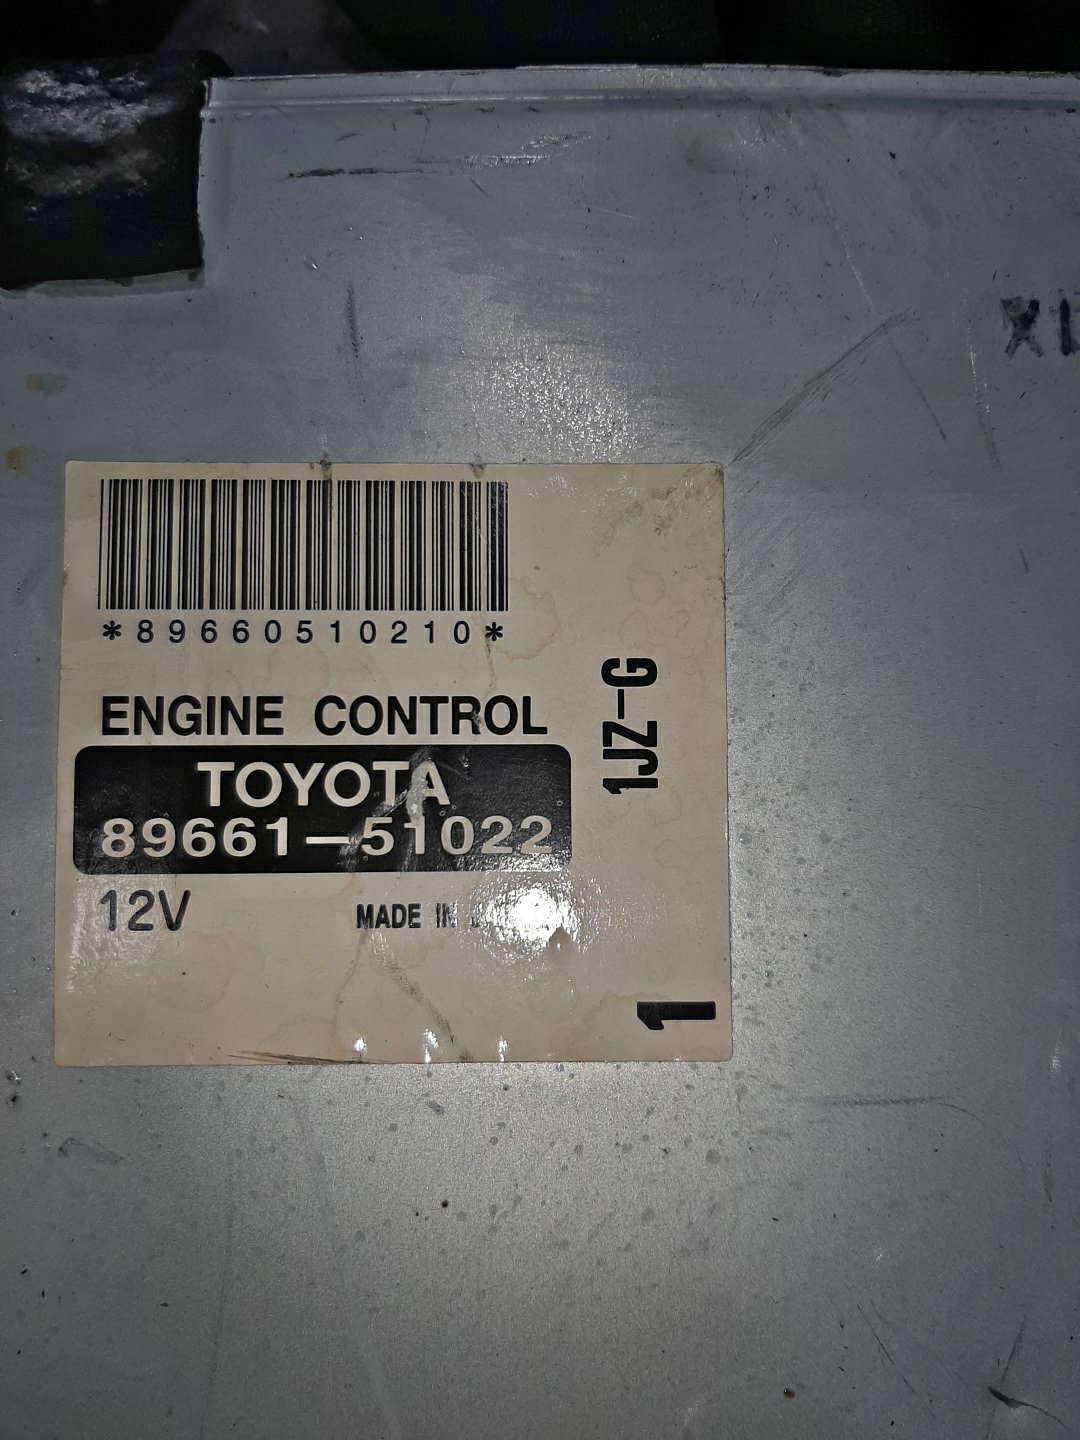 *89660510210*
ENGINE CONTROL
TOYOTA
89661-51022
12V
MADE IN
1JZ-G
1